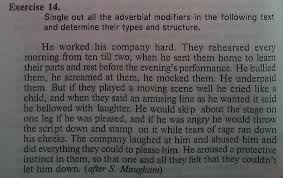 Exercise 14.
Single out all the adverbial modifiers in the following text
and determine their types and structure.
He worked his company hard. They rehearsed every
morning from ten till two, when he sent them home to learn
their parts and rest before the evening's performance. He bullied
them, he screamed at them, he mocked them. He underpaid
them. But if they played a moving scene well he cried like a
child, and when they said an amusing line as he wanted it said
he bellowed with laughter. He would skip about the stage on
one leg if he was pleased, and if he was angry he would throw
the script down and stamp on it while tears of rage ran down
his cheeks. The company laughed at him and abused him and
did everything they could to please him. He aroused a protective
instinct in them, so that one and all they felt that they couldn't
let him down. (after S. Maugham)